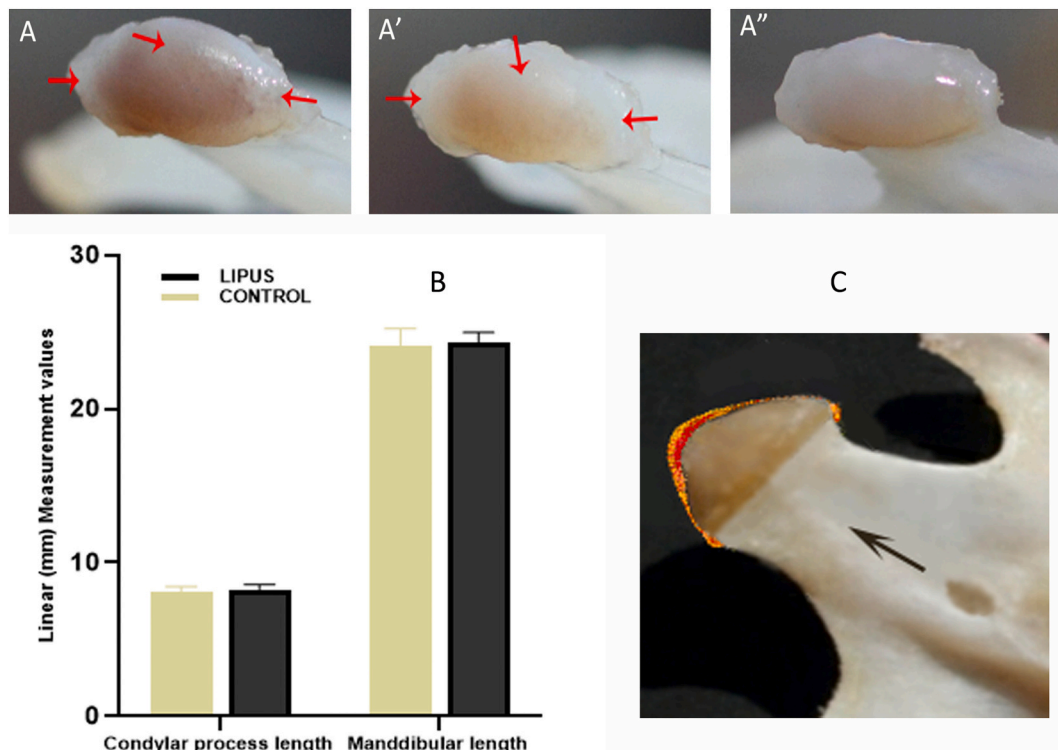 A
A'
A"
30
20
10
0
Linear (mm) Measurement values
LIPUS
CONTROL
B
Condylar process length
Manddibular length
C